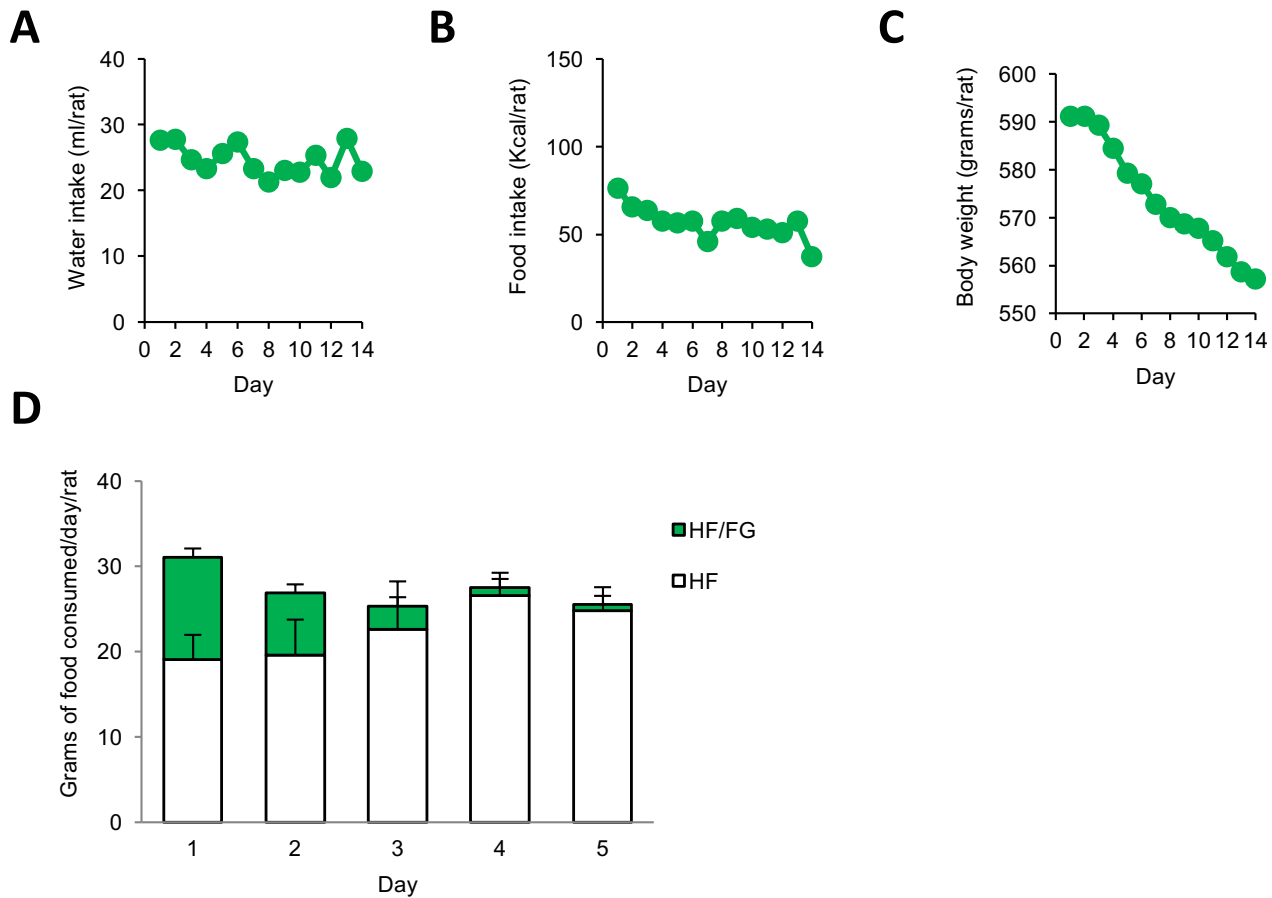 A
Water intake (ml/rat)
40
30
20
10
0
0 2 4 6 8 10 12 14
Day
B
Food intake (Kcal/rat)
150
100
50
0
0 2 4 6 8 10 12 14
Day
C
Body weight (grams/rat)
600
590
580
570
560
550
0 2 4 6 8 10 12 14
Day
D
Grams of food consumed/day/rat
40
30
20
10
0
1 2 3 4 5
Day
HF/FG
HF